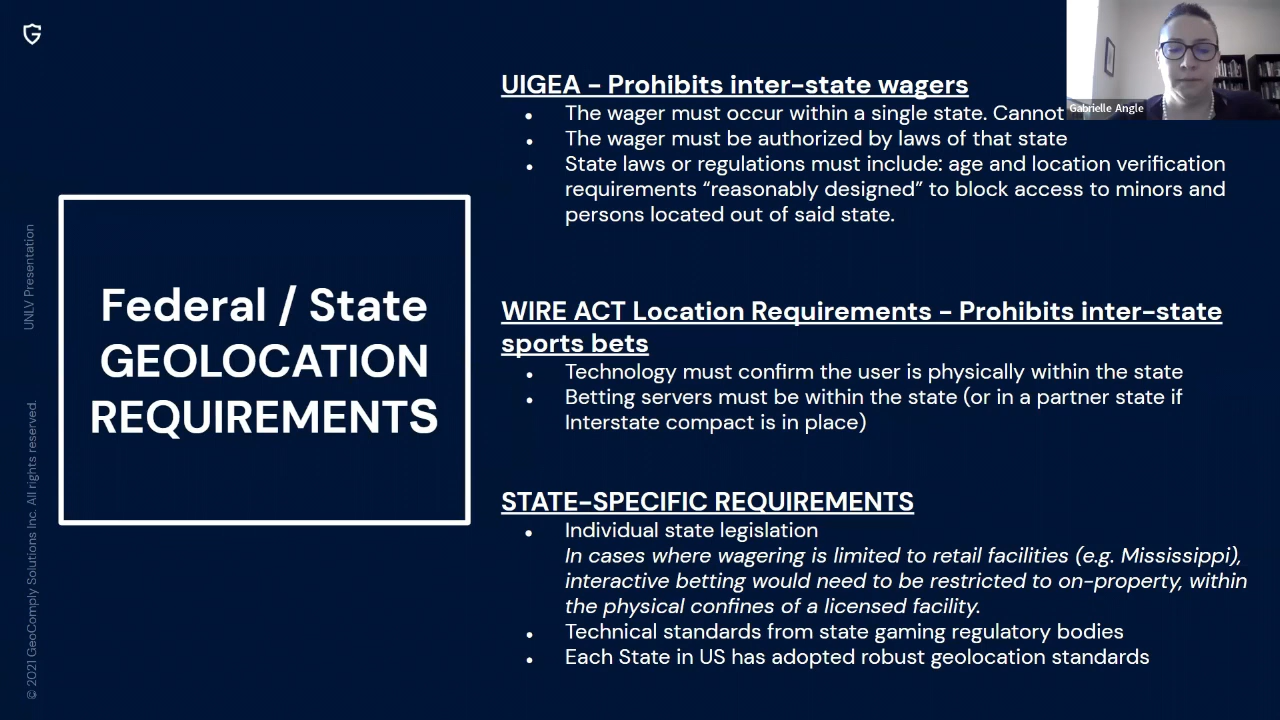 UIGEA – Prohibits inter-state wagers
The wager must occur within a single state. Cannot
The wager must be authorized by laws of that state
State laws or regulations must include: age and location verification
requirements “reasonably designed” to block access to minors and
persons located out of said state.
Gabrielle Angle
Federal / State
GEOLOCATION
REQUIREMENTS
WIRE ACT Location Requirements – Prohibits inter-state
sports bets
Technology must confirm the user is physically within the state
Betting servers must be within the state (or in a partner state if
Interstate compact is in place)
STATE-SPECIFIC REQUIREMENTS
Individual state legislation
In cases where wagering is limited to retail facilities (e.g. Mississippi),
interactive betting would need to be restricted to on-property, within
the physical confines of a licensed facility.
Technical standards from state gaming regulatory bodies
Each State in US has adopted robust geolocation standards
© 2021 GeoComply Solutions Inc. All rights reserved.
UNLV Presentation